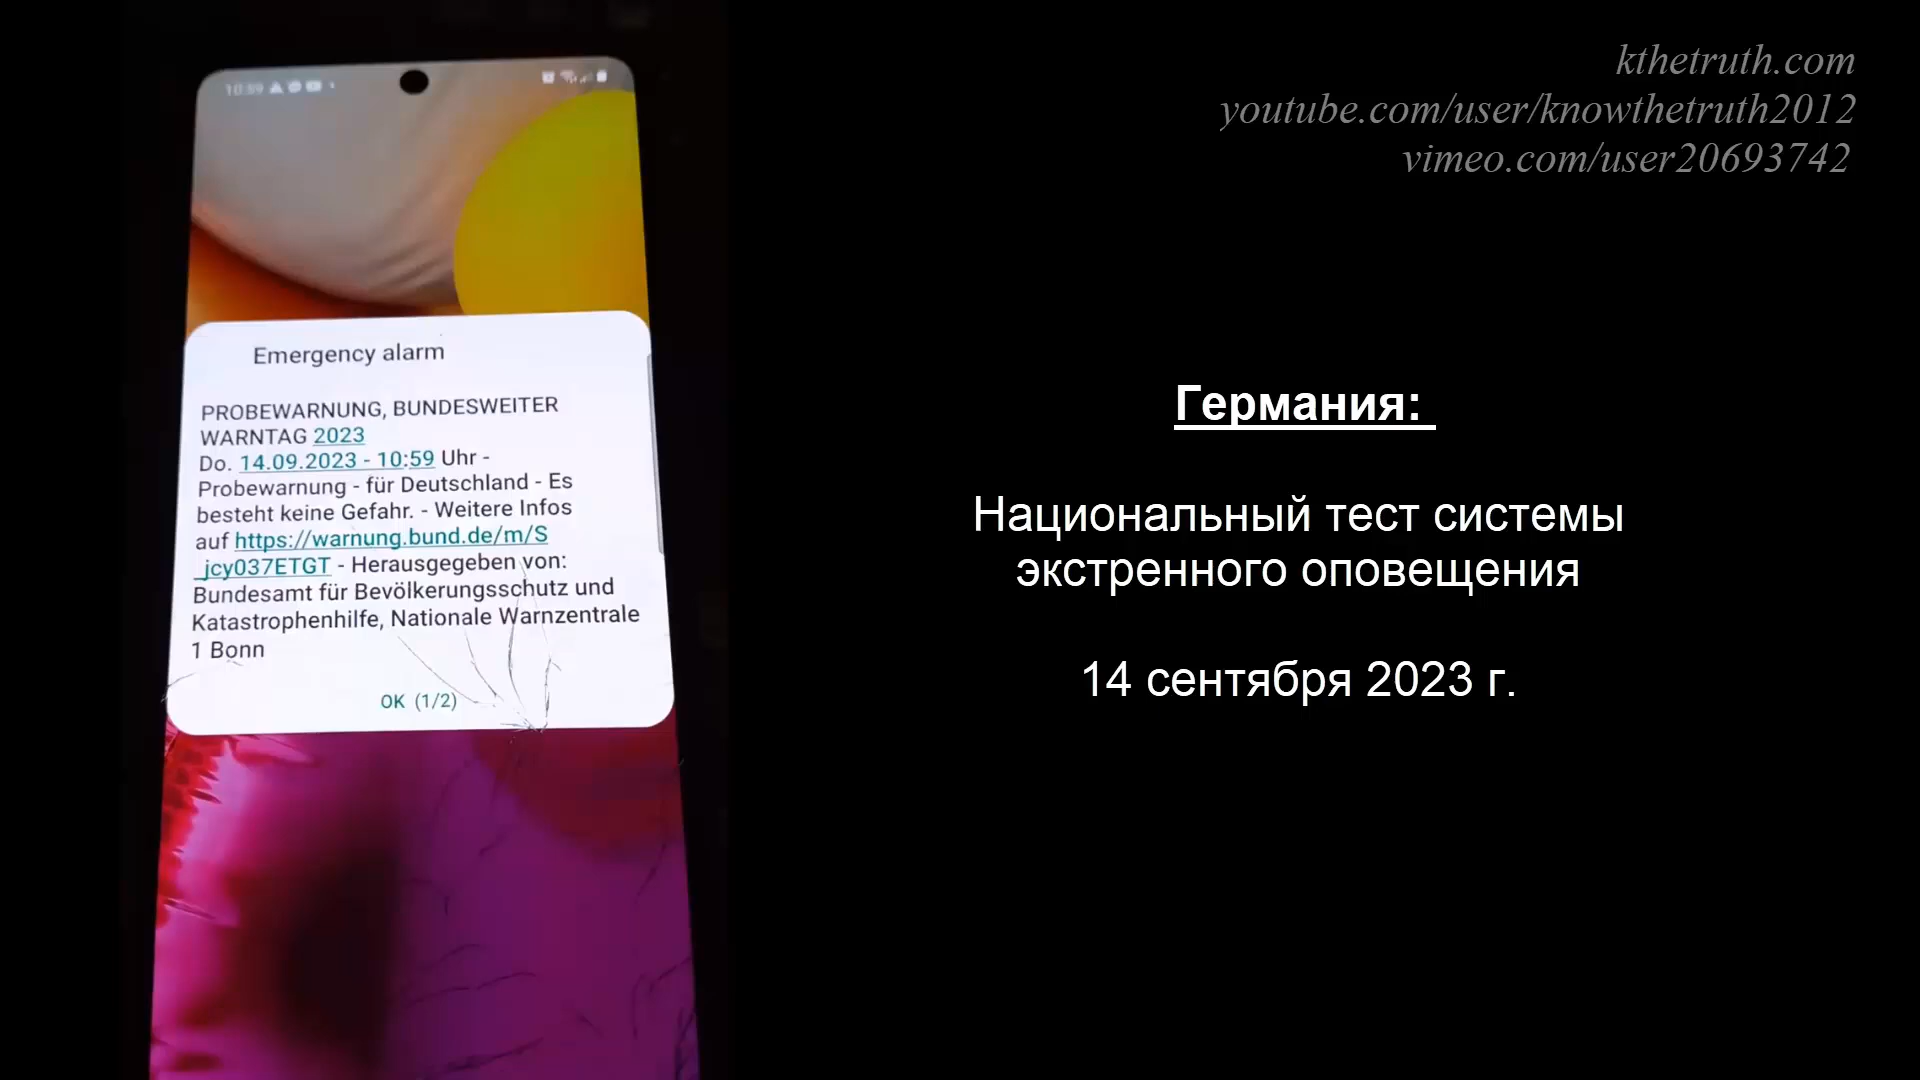 kthetruth.com
youtube.com/user/knowthetruth2012
vimeo.com/user20693742
10:59
Emergency alarm
PROBEWARNUNG, BUNDESWEITER
WARNTAG 2023
Do. 14.09.2023 - 10:59 Uhr -
Probewarnung - für Deutschland - Es
besteht keine Gefahr. - Weitere Infos
auf https://warnung.bund.de/m/S
_jcy037ETGT - Herausgegeben von:
Bundesamt für Bevölkerungsschutz und
Katastrophenhilfe, Nationale Warnzentrale
1 Bonn
OK (1/2)
Германия:
Национальный тест системы
экстренного оповещения
14 сентября 2023 г.